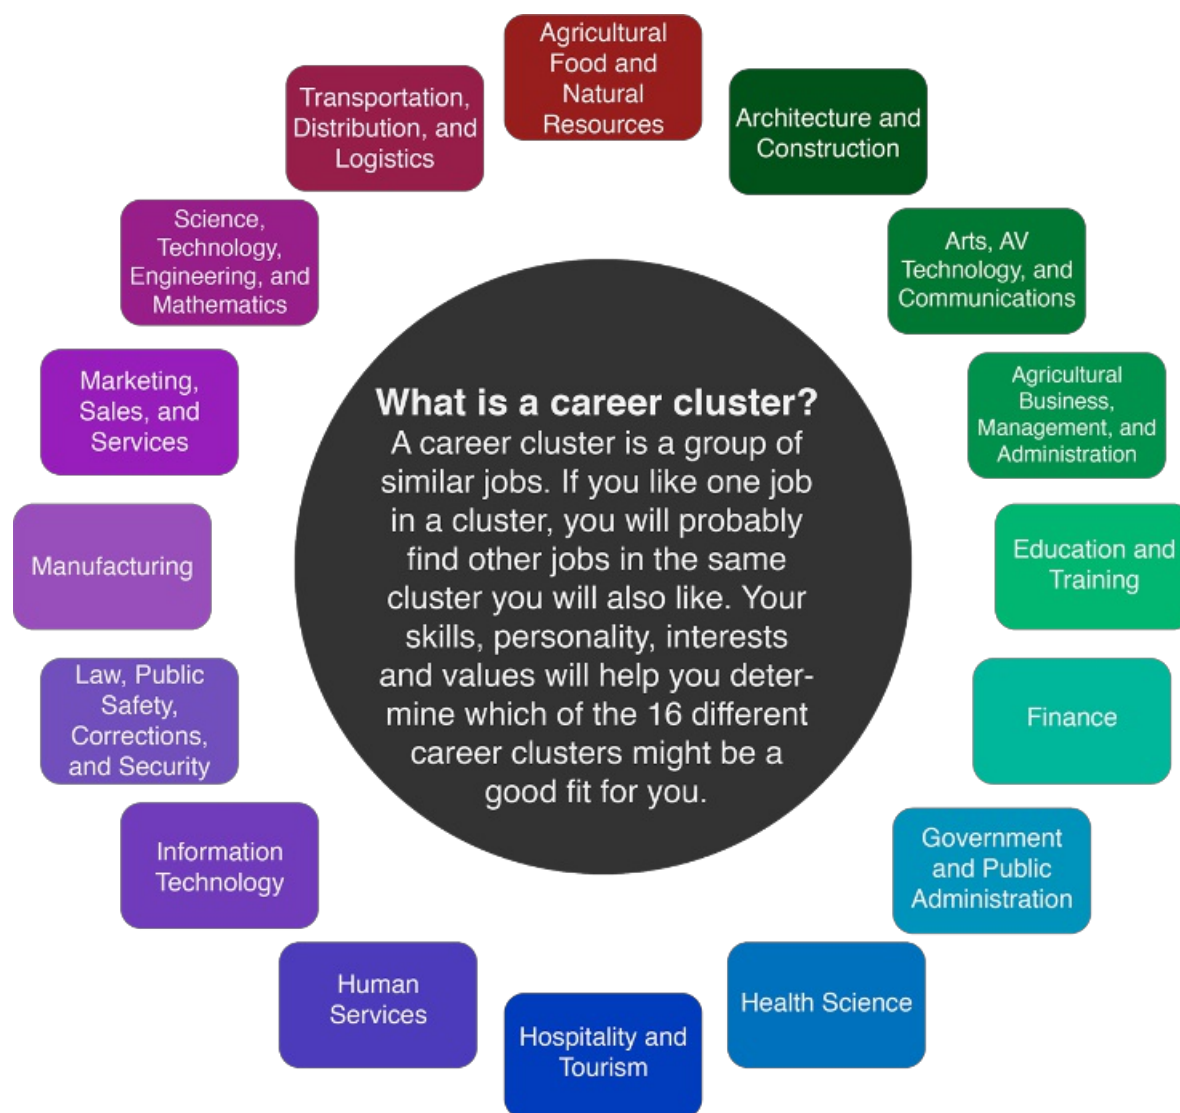 Agricultural
Food and
Natural
Resources
Architecture and
Construction
Arts, AV
Technology, and
Communications
Agricultural
Business,
Management, and
Administration
Education and
Training
Finance
Government
and Public
Administration
Health Science
Hospitality and
Tourism
Human
Services
Information
Technology
Law, Public
Safety,
Corrections,
and Security
Manufacturing
Marketing,
Sales, and
Services
Science,
Technology,
Engineering, and
Mathematics
Transportation,
Distribution, and
Logistics
What is a career cluster?
A career cluster is a group of
similar jobs. If you like one job
in a cluster, you will probably
find other jobs in the same
cluster you will also like. Your
skills, personality, interests
and values will help you deter-
mine which of the 16 different
career clusters might be a
good fit for you.